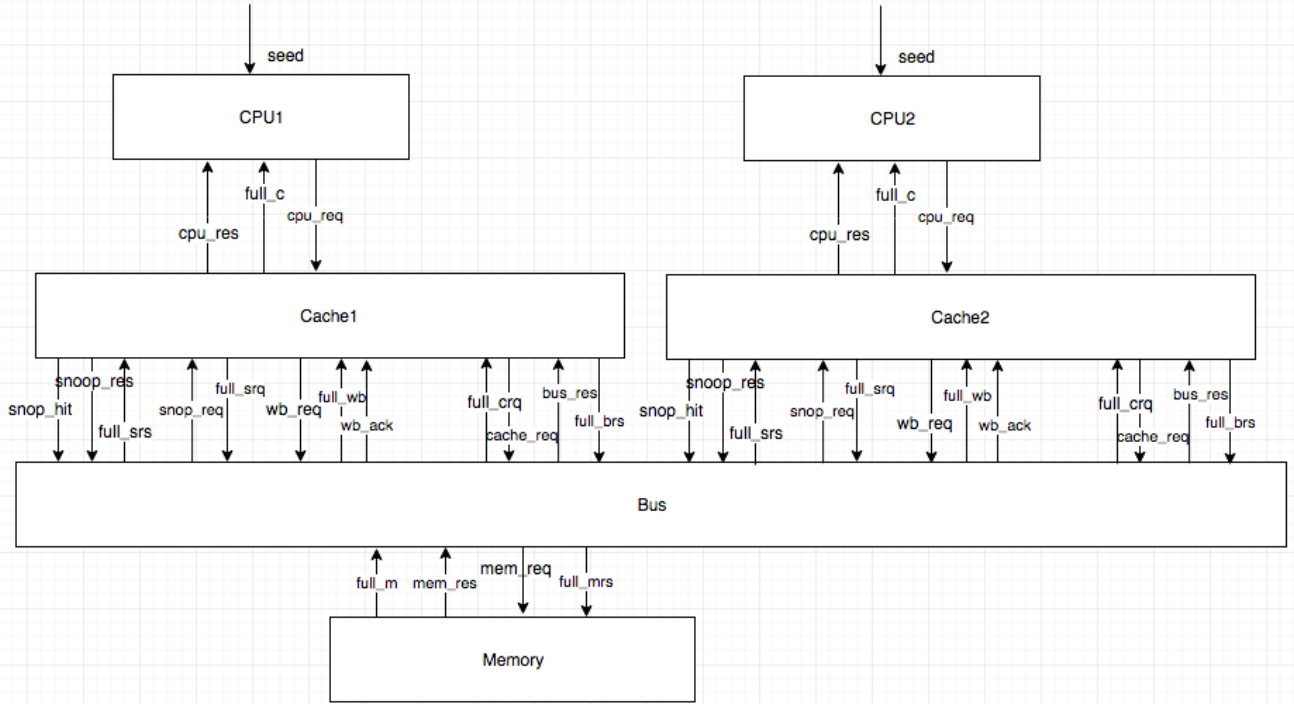 seed
seed
CPU1
CPU2
full_c
full_c
cpu_req
cpu_req
cpu_res
cpu_res
Cache1
Cache2
snoop_res
full_srq
snop_hit
snop_req
wb_req
full_wb
full_srs
wb_ack
full_crq
bus_res
cache_req
full_brs
snoop_res
full_srq
snop_hit
snop_req
wb_req
full_wb
full_srs
wb_ack
full_crq
bus_res
cache_req
full_brs
Bus
full_m
mem_res
mem_req
full_mrs
Memory